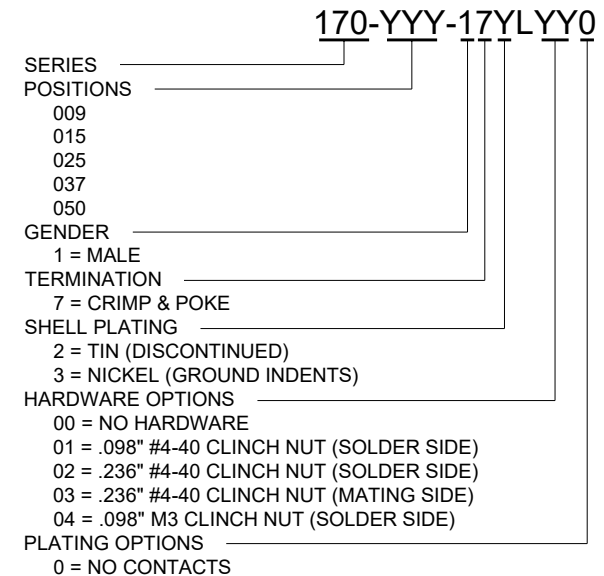 170-YYY-17YLYY0
SERIES
POSITIONS
009
015
025
037
050
GENDER
1 = MALE
TERMINATION
7 = CRIMP & POKE
SHELL PLATING
2 = TIN (DISCONTINUED)
3 = NICKEL (GROUND INDENTS)
HARDWARE OPTIONS
00 = NO HARDWARE
01 = .098" #4-40 CLINCH NUT (SOLDER SIDE)
02 = .236" #4-40 CLINCH NUT (SOLDER SIDE)
03 = .236" #4-40 CLINCH NUT (MATING SIDE)
04 = .098" M3 CLINCH NUT (SOLDER SIDE)
PLATING OPTIONS
0 = NO CONTACTS